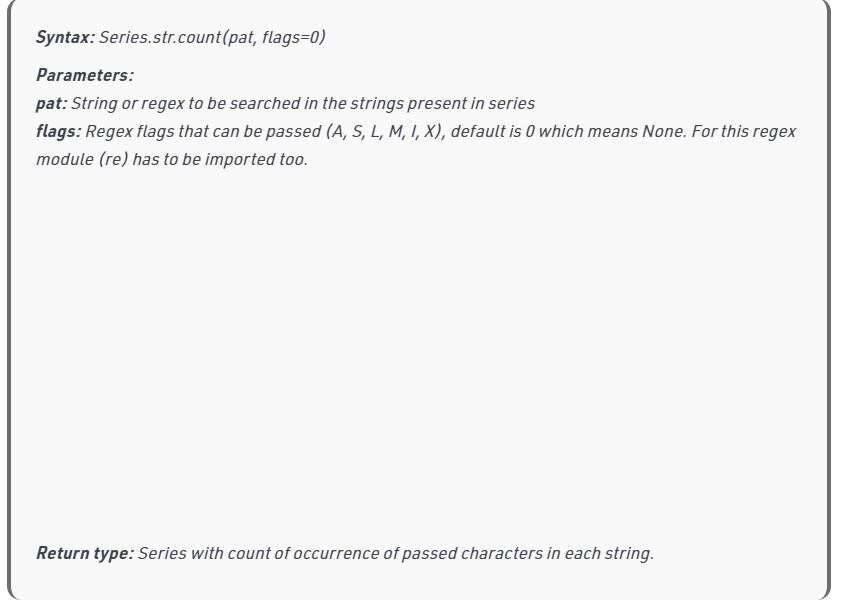 Syntax: Series.str.count(pat, flags=0)
Parameters:
pat: String or regex to be searched in the strings present in series
flags: Regex flags that can be passed (A, S, L, M, I, X), default is 0 which means None. For this regex
module (re) has to be imported too.
Return type: Series with count of occurrence of passed characters in each string.